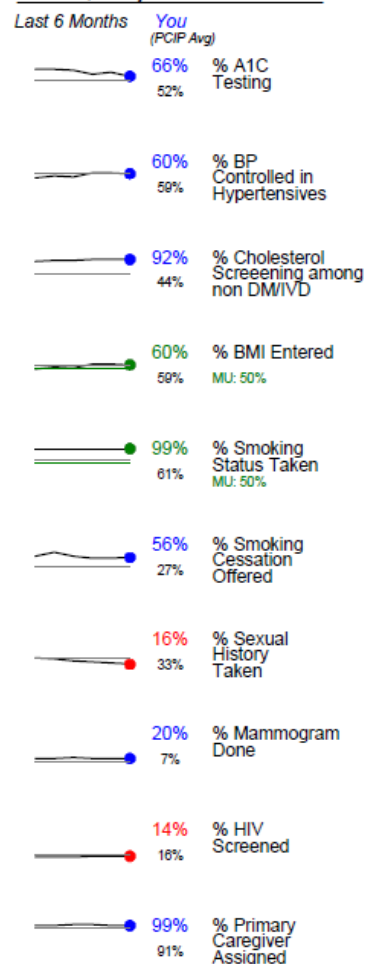 Last 6 Months You
(PCIP Avg)
66% % A1C
Testing
52%
60% % BP
Controlled in
59%
Hypertensives
92% % Cholesterol
Screeening among
44%
non DM/IVD
60% % BMI Entered
59% MU: 50%
99% % Smoking
Status Taken
61%
MU: 50%
56% % Smoking
Cessation
27%
Offered
16% % Sexual
History
33%
Taken
20% % Mammogram
Done
7%
14% % HIV
Screened
16%
99% % Primary
Caregiver
91%
Assigned